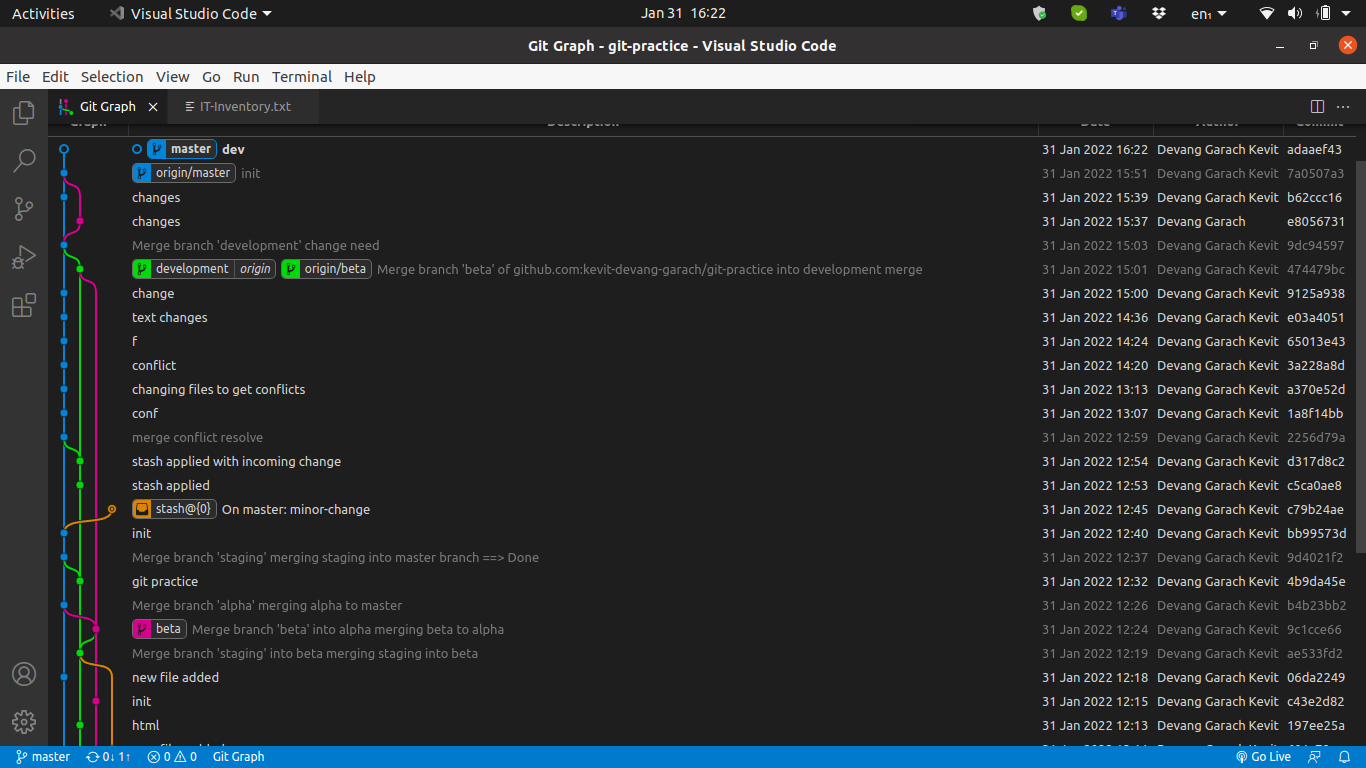 Activities Visual Studio Code Jan 31 16:22 en₁
Git Graph - git-practice - Visual Studio Code
File Edit Selection View Go Run Terminal Help
Git Graph IT-Inventory.txt
Graph Description Date Author Commit
master dev 31 Jan 2022 16:22 Devang Garach Kevit adaaef43
origin/master init 31 Jan 2022 15:51 Devang Garach Kevit 7a0507a3
changes 31 Jan 2022 15:39 Devang Garach Kevit b62ccc16
changes 31 Jan 2022 15:37 Devang Garach e8056731
Merge branch 'development' change need 31 Jan 2022 15:03 Devang Garach Kevit 9dc94597
development origin origin/beta Merge branch 'beta' of github.com:kevit-devang-garach/git-practice into development merge 31 Jan 2022 15:01 Devang Garach Kevit 474479bc
change 31 Jan 2022 15:00 Devang Garach Kevit 9125a938
text changes 31 Jan 2022 14:36 Devang Garach Kevit e03a4051
f 31 Jan 2022 14:24 Devang Garach Kevit 65013e43
conflict 31 Jan 2022 14:20 Devang Garach Kevit 3a228a8d
changing files to get conflicts 31 Jan 2022 13:13 Devang Garach Kevit a370e52d
conf 31 Jan 2022 13:07 Devang Garach Kevit 1a8f14bb
merge conflict resolve 31 Jan 2022 12:59 Devang Garach Kevit 2256d79a
stash applied with incoming change 31 Jan 2022 12:54 Devang Garach Kevit d317d8c2
stash applied 31 Jan 2022 12:53 Devang Garach Kevit c5ca0ae8
stash@{0} On master: minor-change 31 Jan 2022 12:45 Devang Garach Kevit c79b24ae
init 31 Jan 2022 12:40 Devang Garach Kevit bb99573d
Merge branch 'staging' merging staging into master branch ==> Done 31 Jan 2022 12:37 Devang Garach Kevit 9d4021f2
git practice 31 Jan 2022 12:32 Devang Garach Kevit 4b9da45e
Merge branch 'alpha' merging alpha to master 31 Jan 2022 12:26 Devang Garach Kevit b4b23bb2
beta Merge branch 'beta' into alpha merging beta to alpha 31 Jan 2022 12:24 Devang Garach Kevit 9c1cce66
Merge branch 'staging' into beta merging staging into beta 31 Jan 2022 12:19 Devang Garach Kevit ae533fd2
new file added 31 Jan 2022 12:18 Devang Garach Kevit 06da2249
init 31 Jan 2022 12:15 Devang Garach Kevit c43e2d82
html 31 Jan 2022 12:13 Devang Garach Kevit 197ee25a
master 0↓ 1↑ 0 0 Git Graph Go Live